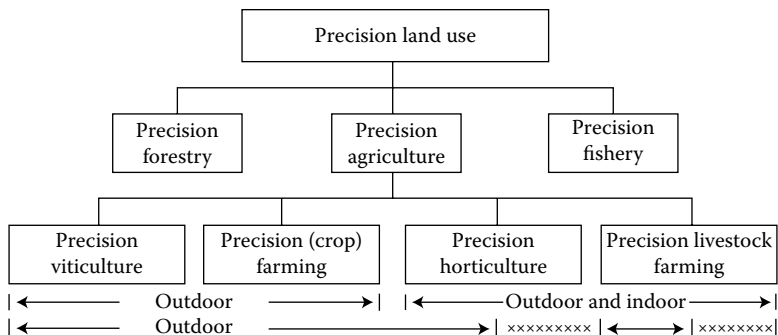 Precision land use
Precision
forestry
Precision
agriculture
Precision
fishery
Precision
viticulture
Precision (crop)
farming
Precision
horticulture
Precision livestock
farming
Outdoor
Outdoor and indoor
Outdoor
××××××××× ××××××××